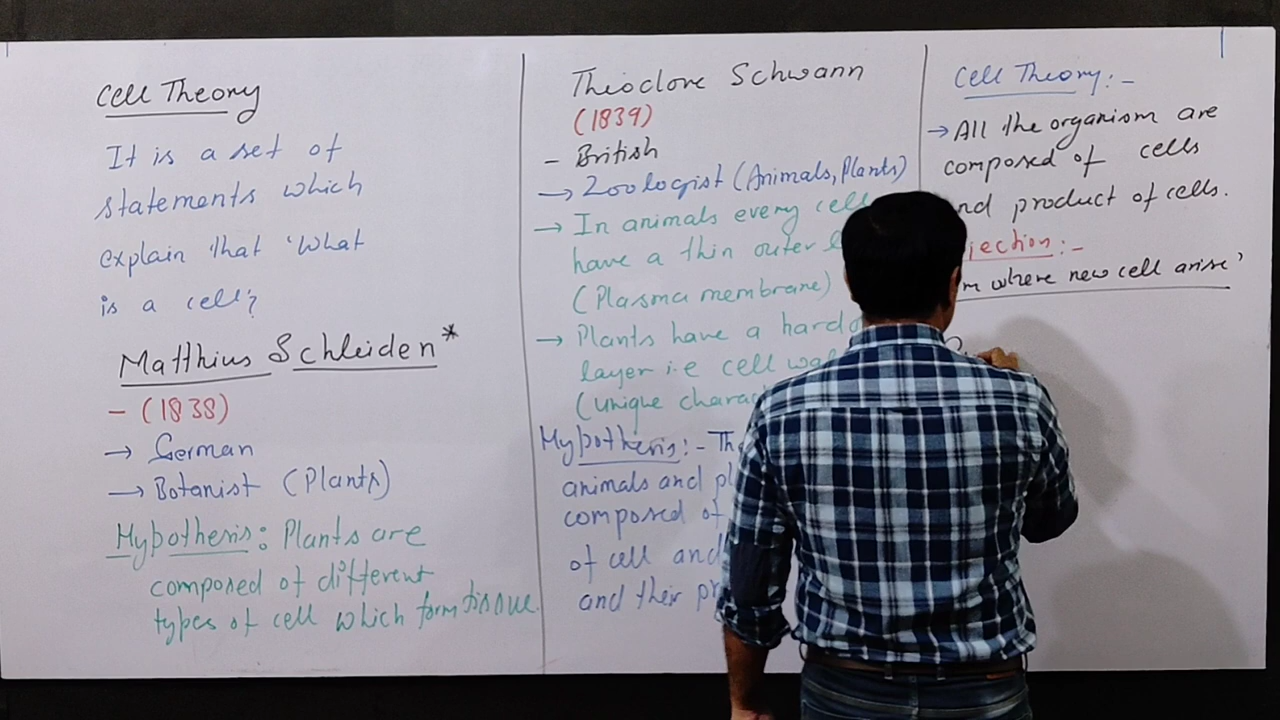 Cell Theory
It is a set of
statements which
explain that 'What
is a cell?
Matthius Schleiden*
- (1838)
→ German
→ Botanist (Plants)
Hypothesis: Plants are
composed of different
types of cell which form tissue.
Theodore Schwann
(1839)
- British
→ Zoologist (Animals, Plants)
→ In animals every cell
have a thin outer
(Plasma membrane)
→ Plants have a hard
layer i.e cell
(Unique
Hypothesis: -
animals and
composed of
of cell and
and their
Cell Theory: -
→ All the organism are
composed of cells
product of cells.
: -
where new cell arise'